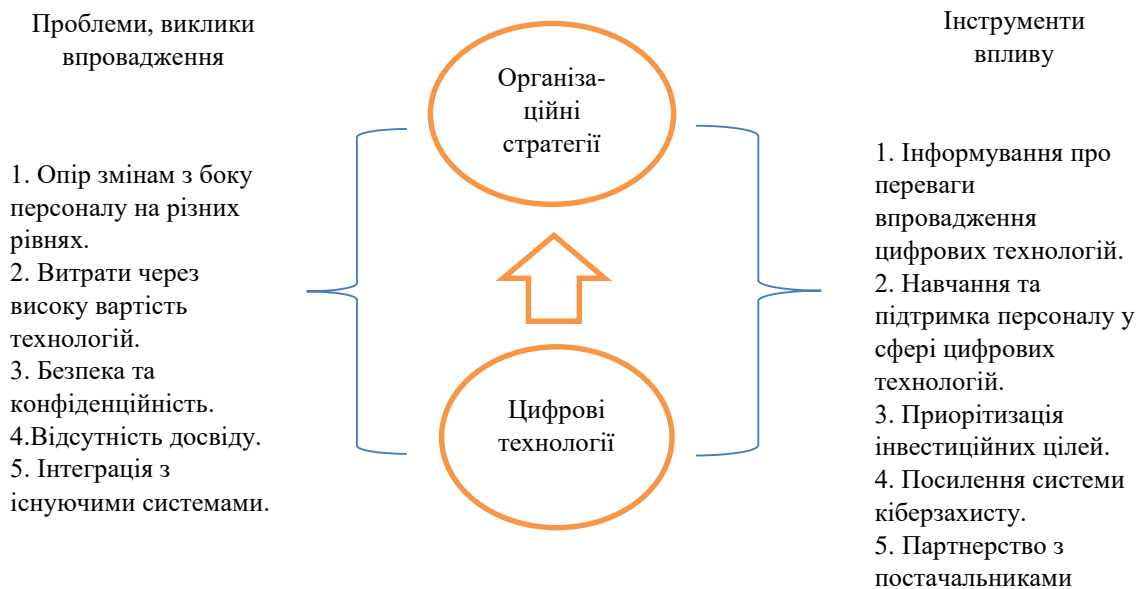 Проблеми, виклики
впровадження
1. Опір змінам з боку
персоналу на різних
рівнях.
2. Витрати через
високу вартість
технологій.
3. Безпека та
конфіденційність.
4.Відсутність досвіду.
5. Інтеграція з
існуючими системами.
Організа-
ційні
стратегії
Цифрові
технології
Інструменти
впливу
1. Інформування про
переваги
впровадження
цифрових технологій.
2. Навчання та
підтримка персоналу у
сфері цифрових
технологій.
3. Приорітизація
інвестиційних цілей.
4. Посилення системи
кіберзахисту.
5. Партнерство з
постачальниками